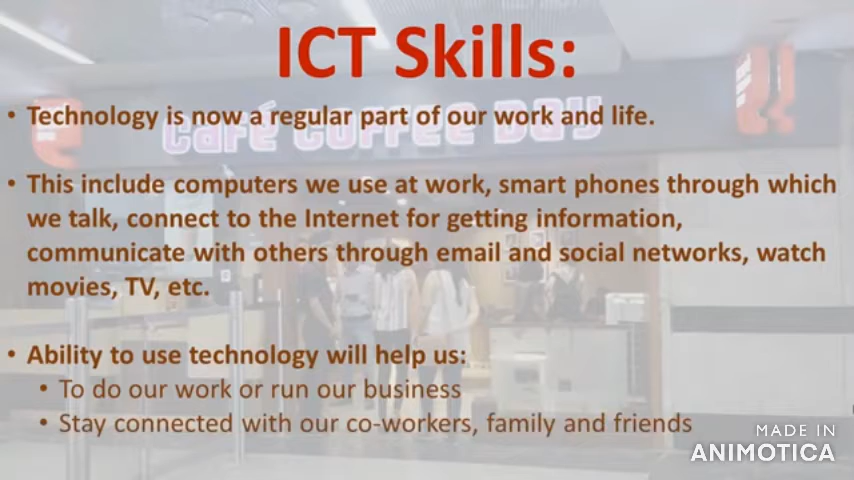 ICT Skills:
• Technology is now a regular part of our work and life.
Café Coffee Day
• This include computers we use at work, smart phones through which
we talk, connect to the Internet for getting information,
communicate with others through email and social networks, watch
movies, TV, etc.
• Ability to use technology will help us:
• To do our work or run our business
• Stay connected with our co-workers, family and friends
MADE IN
ANIMOTICA